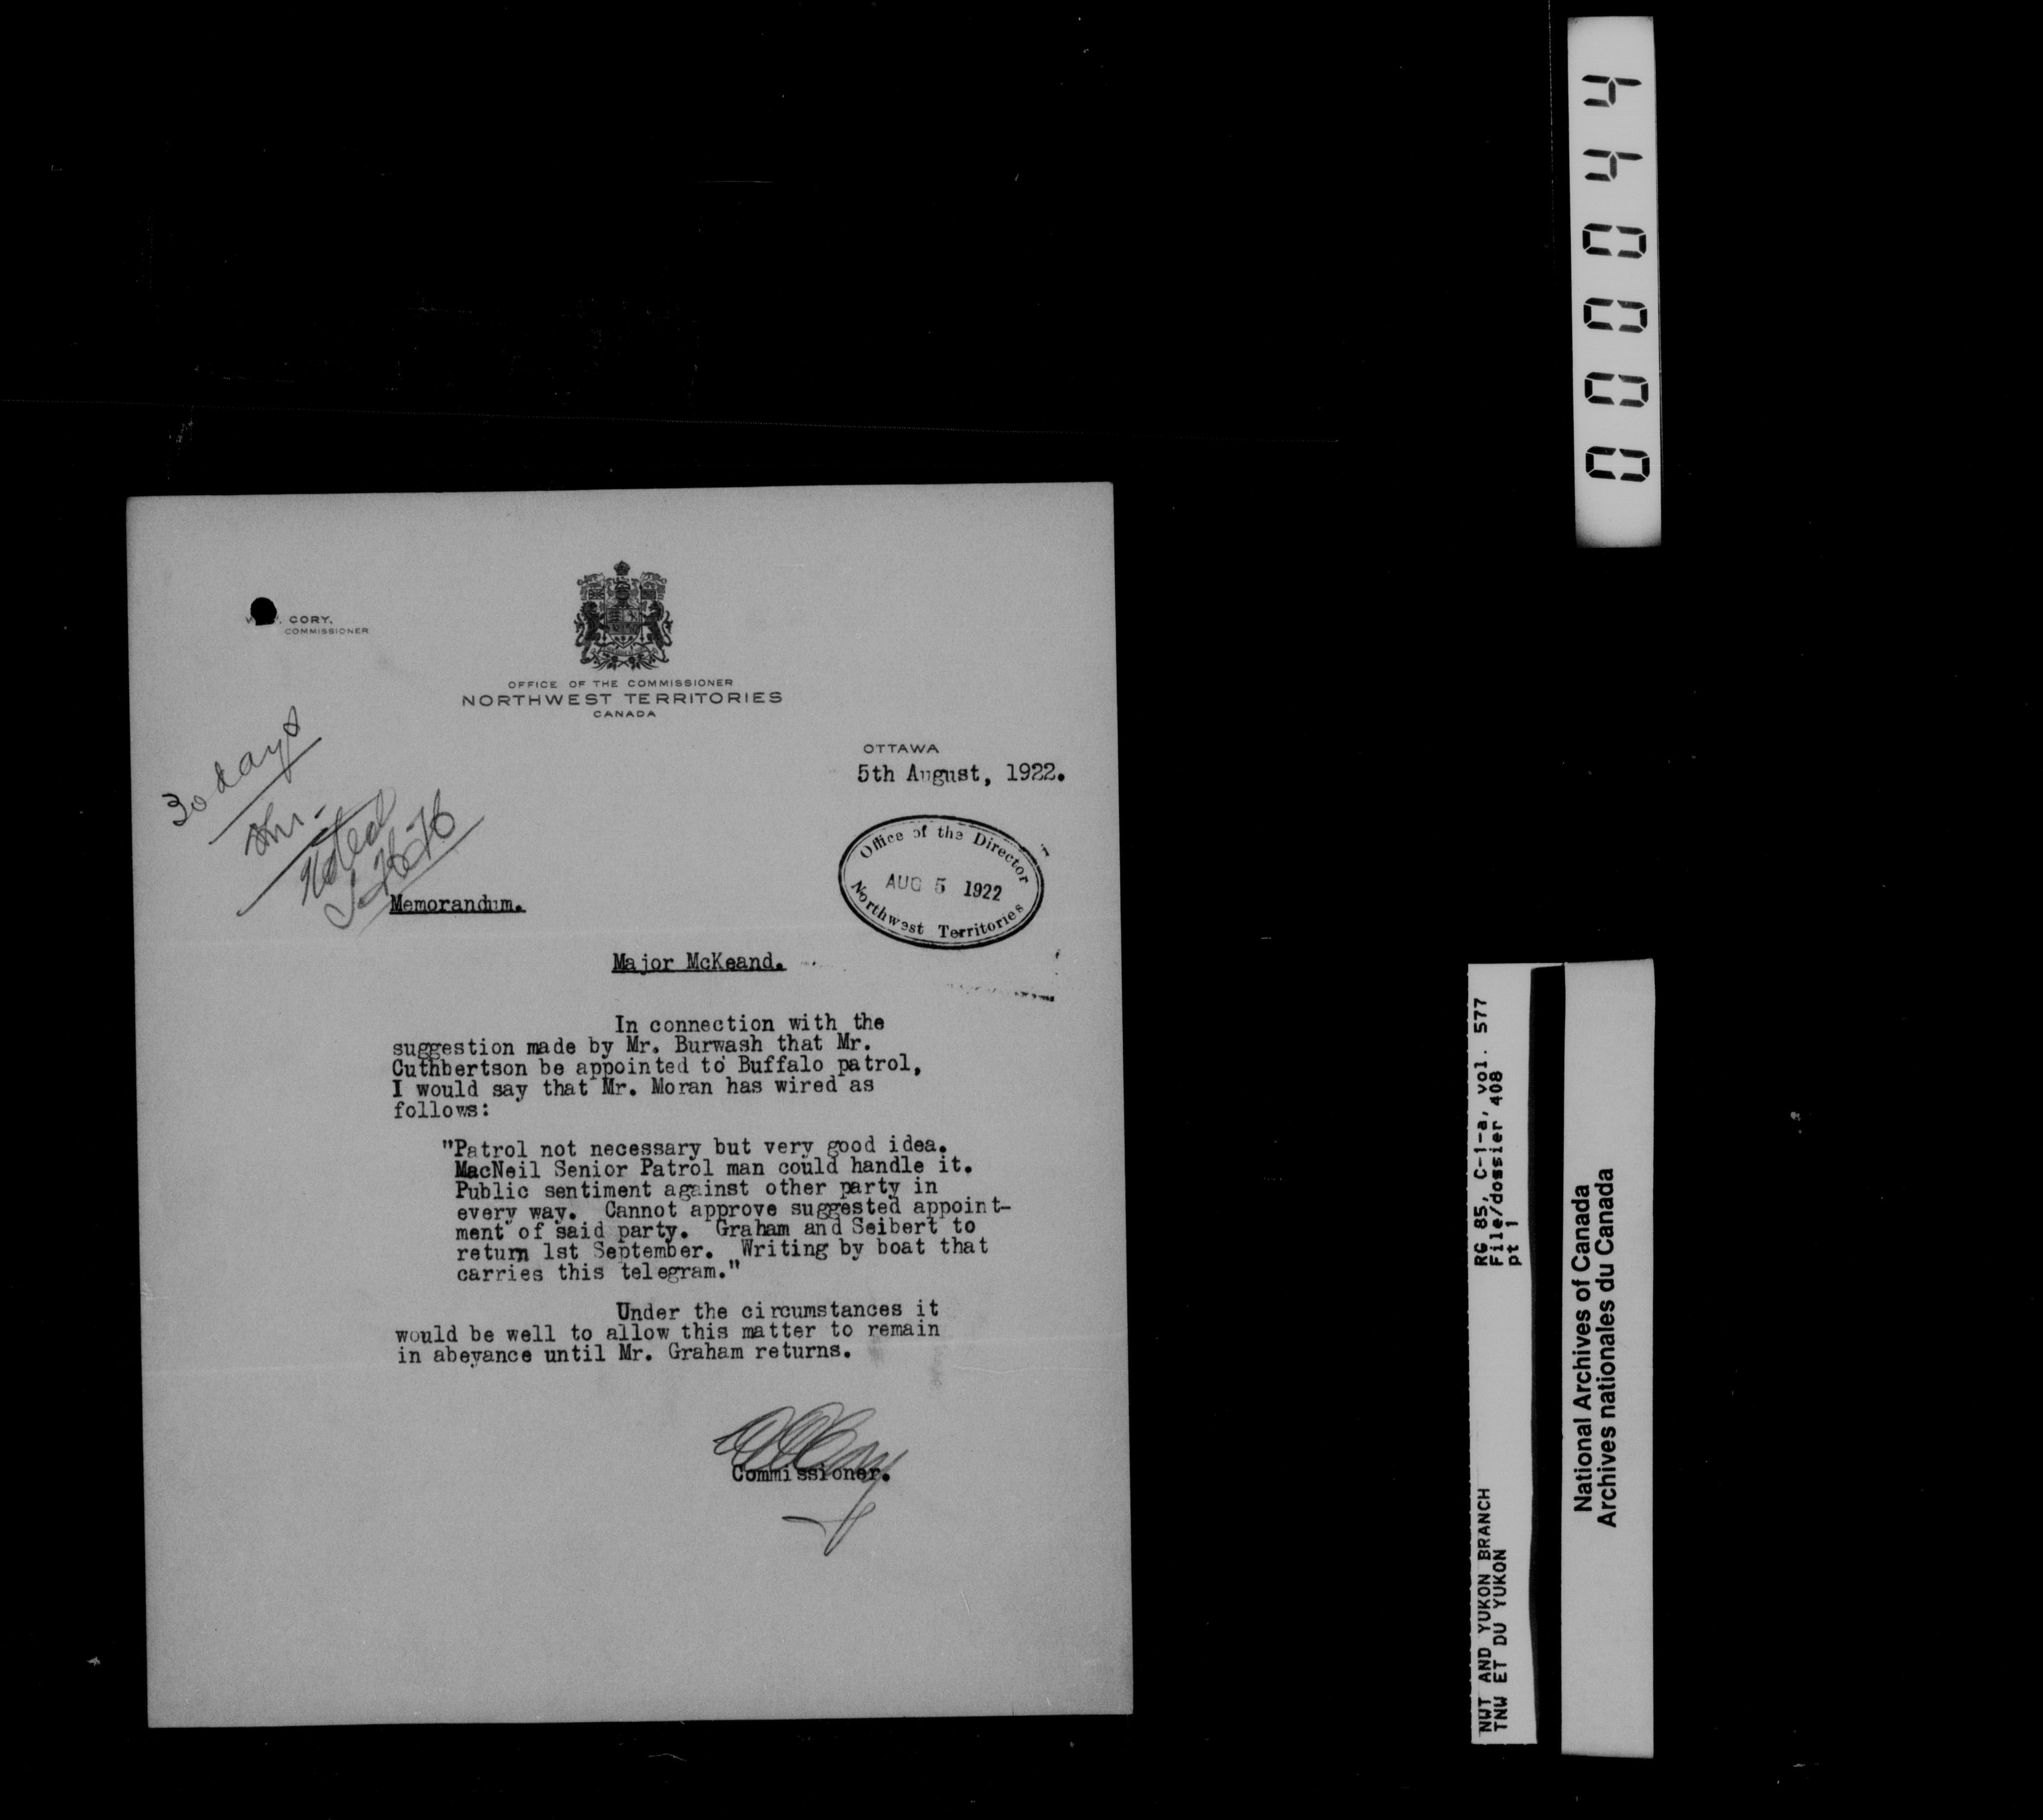 CORY.
COMMISSIONER
OFFICE OF THE COMMISSIONER
NORTHWEST TERRITORIES
CANADA
OTTAWA
5th August, 1922.
30 days
Noted
Office of the Director
AUG 5 1922
Northwest Territories
Memorandum.
Major McKeand.
In connection with the
suggestion made by Mr. Burwash that Mr.
Cuthbertson be appointed to Buffalo patrol,
I would say that Mr. Moran has wired as
follows:
"Patrol not necessary but very good idea.
MacNeil Senior Patrol man could handle it.
Public sentiment against other party in
every way. Cannot approve suggested appoint-
ment of said party. Graham and Seibert to
return 1st September. Writing by boat that
carries this telegram."
Under the circumstances it
would be well to allow this matter to remain
in abeyance until Mr. Graham returns.
Commissioner.
000044
RG 85, C-1-a, vol. 577
File/dossier 408
pt 1
NWT AND YUKON BRANCH
TNW ET DU YUKON
National Archives of Canada
Archives nationales du Canada